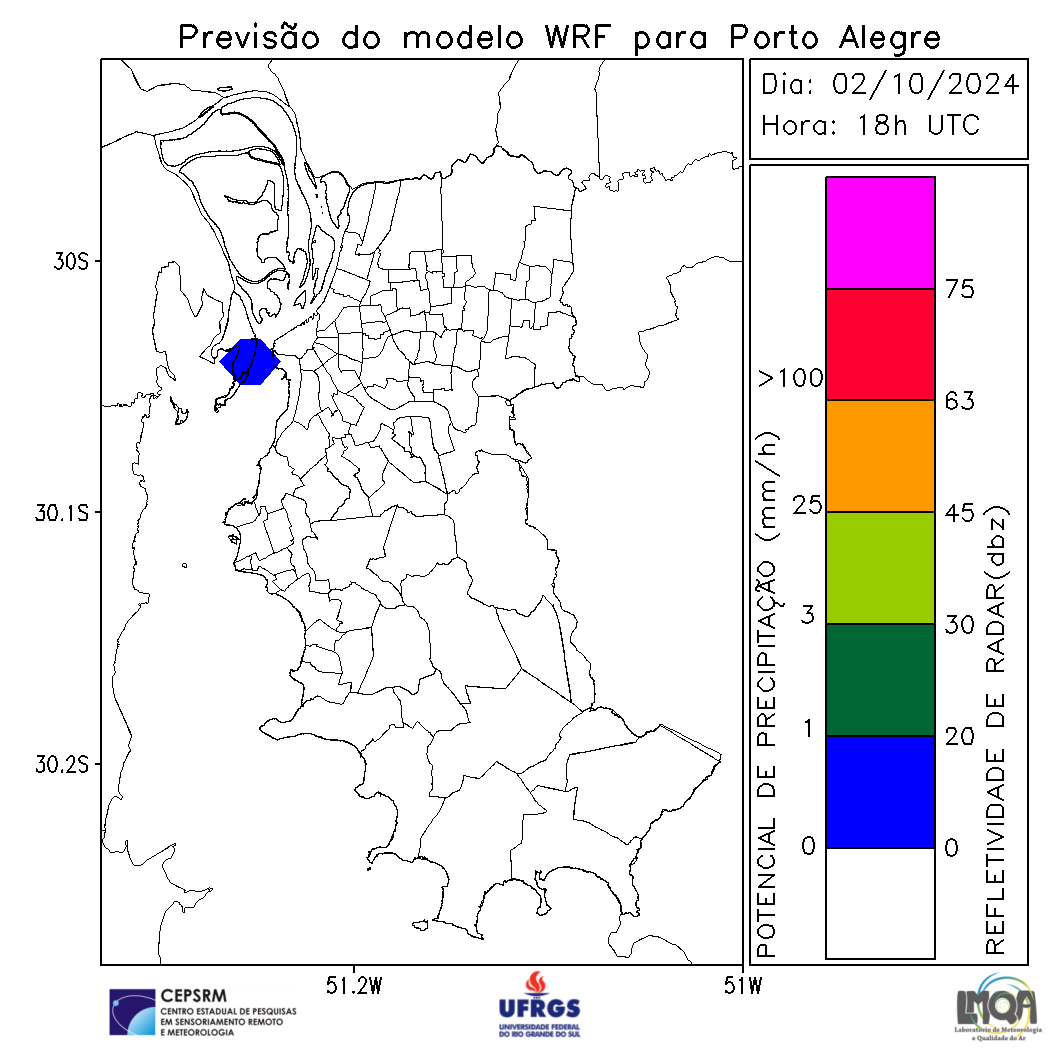 Previsão do modelo WRF para Porto Alegre
Dia: 02/10/2024
Hora: 18h UTC
30S
30.1S
30.2S
51.2W
51W
POTENCIAL DE PRECIPITAÇÃO (mm/h)
>100
25
3
1
0
75
63
45
30
20
0
REFLETIVIDADE DE RADAR(dbz)
CEPSRM
CENTRO ESTADUAL DE PESQUISAS
EM SENSORIAMENTO REMOTO
E METEOROLOGIA
UFRGS
UNIVERSIDADE FEDERAL
DO RIO GRANDE DO SUL
LMQA
Laboratório de Meteorologia
e Qualidade do Ar